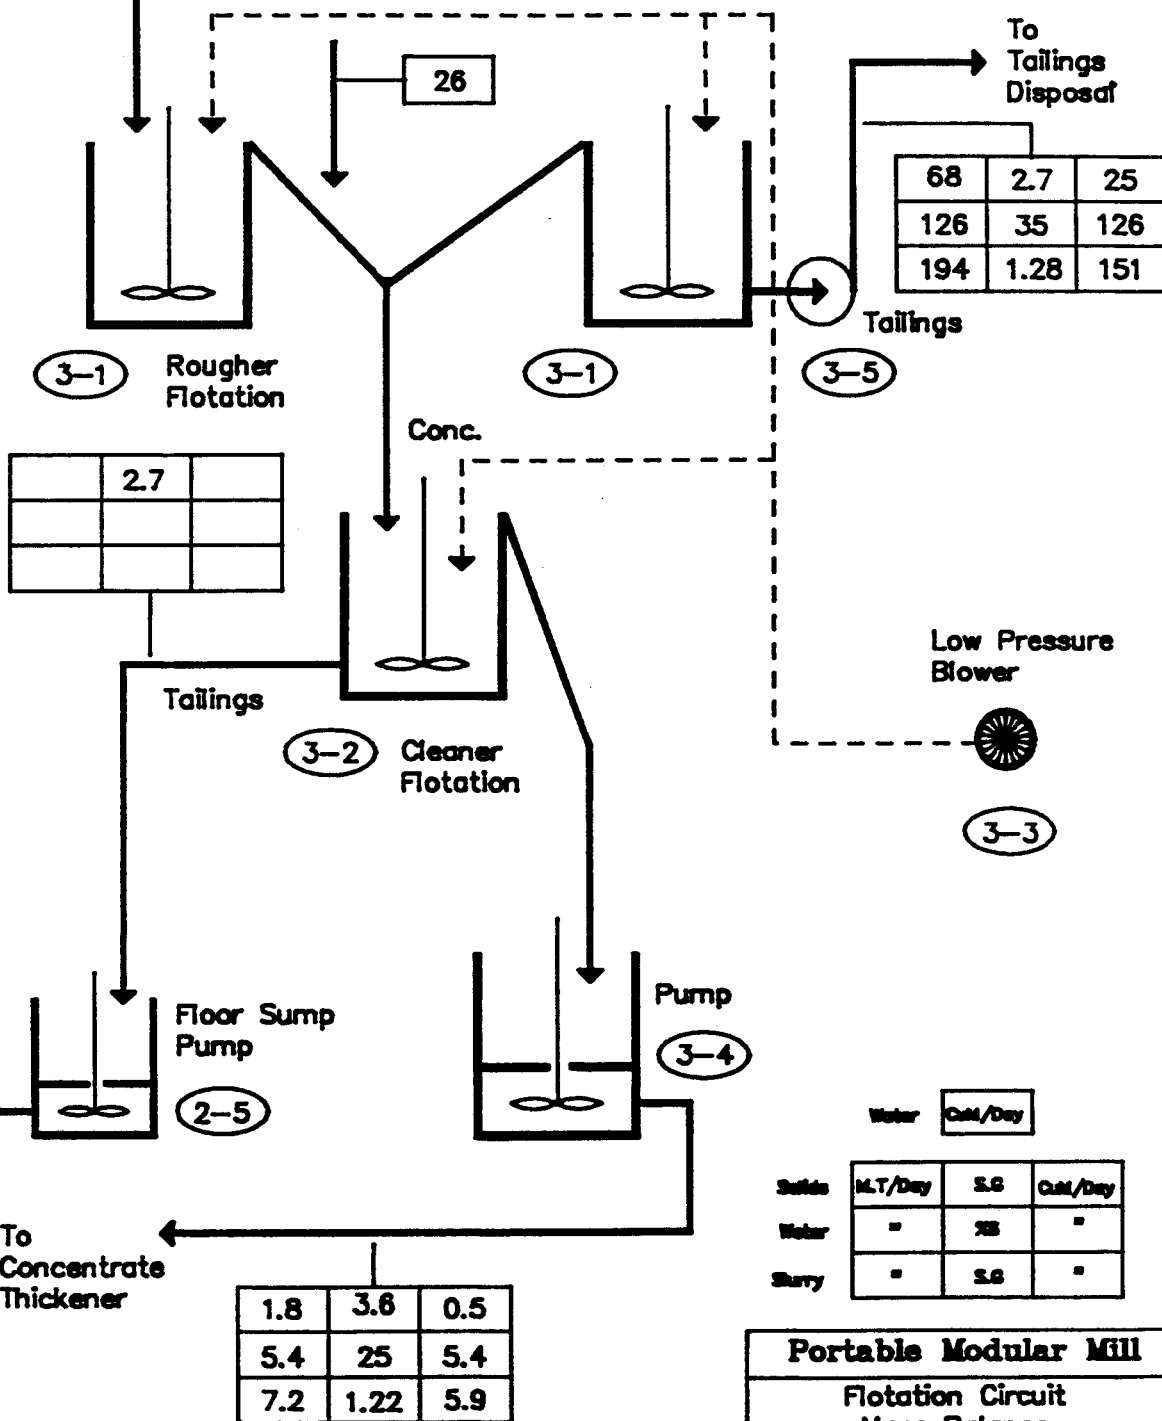 To
Tailings
Disposal
26
68 2.7 25
126 35 126
194 1.28 151
Tailings
3-1
Rougher
Flotation
3-1
3-5
Conc.
2.7
Tailings
Low Pressure
Blower
3-2
Cleaner
Flotation
3-3
Floor Sump
Pump
2-5
Pump
3-4
Water CuM/Day
Solids M.T/Day S.G CuM/Day
Water " %S "
Slurry " S.G "
To
Concentrate
Thickener
1.8 3.6 0.5
5.4 25 5.4
7.2 1.22 5.9
Portable Modular Mill
Flotation Circuit